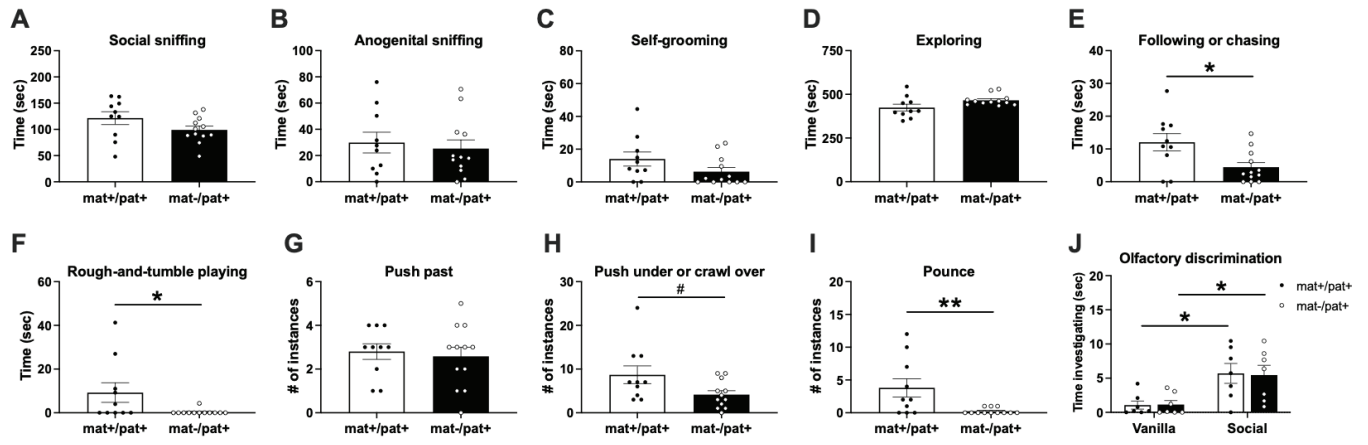 A
Social sniffing
Time (sec)
250
200
150
100
50
0
mat+/pat+ mat-/pat+
B
Anogenital sniffing
Time (sec)
100
80
60
40
20
0
mat+/pat+ mat-/pat+
C
Self-grooming
Time (sec)
80
60
40
20
0
mat+/pat+ mat-/pat+
D
Exploring
Time (sec)
750
500
250
0
mat+/pat+ mat-/pat+
E
Following or chasing
Time (sec)
40
30
20
10
0
*
mat+/pat+ mat-/pat+
F
Rough-and-tumble playing
Time (sec)
60
40
20
0
*
mat+/pat+ mat-/pat+
G
Push past
# of instances
6
4
2
0
mat+/pat+ mat-/pat+
H
Push under or crawl over
# of instances
30
20
10
0
#
mat+/pat+ mat-/pat+
I
Pounce
# of instances
15
10
5
0
**
mat+/pat+ mat-/pat+
J
Olfactory discrimination
Time investigating (sec)
20
15
10
5
0
*
*
mat+/pat+
mat-/pat+
Vanilla Social